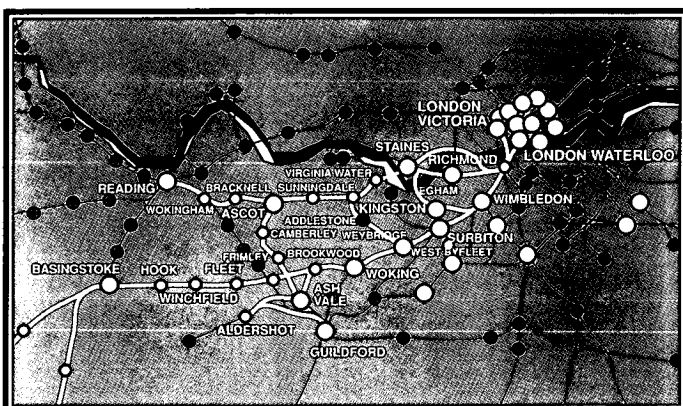 LONDON
VICTORIA
STAINES
RICHMOND
LONDON WATERLOO
VIRGINIA WATER
READING
BRACKNELL
SUNNINGDALE
EGHAM
WOKINGHAM
ASCOT
KINGSTON
WIMBLEDON
ADDLESTONE
CAMBERLEY
WEYBRIDGE
SURBITON
FRIMLEY
BROOKWOOD
WEST BYFLEET
BASINGSTOKE
HOOK
FLEET
WOKING
WINCHFIELD
ASH
VALE
ALDERSHOT
GUILDFORD